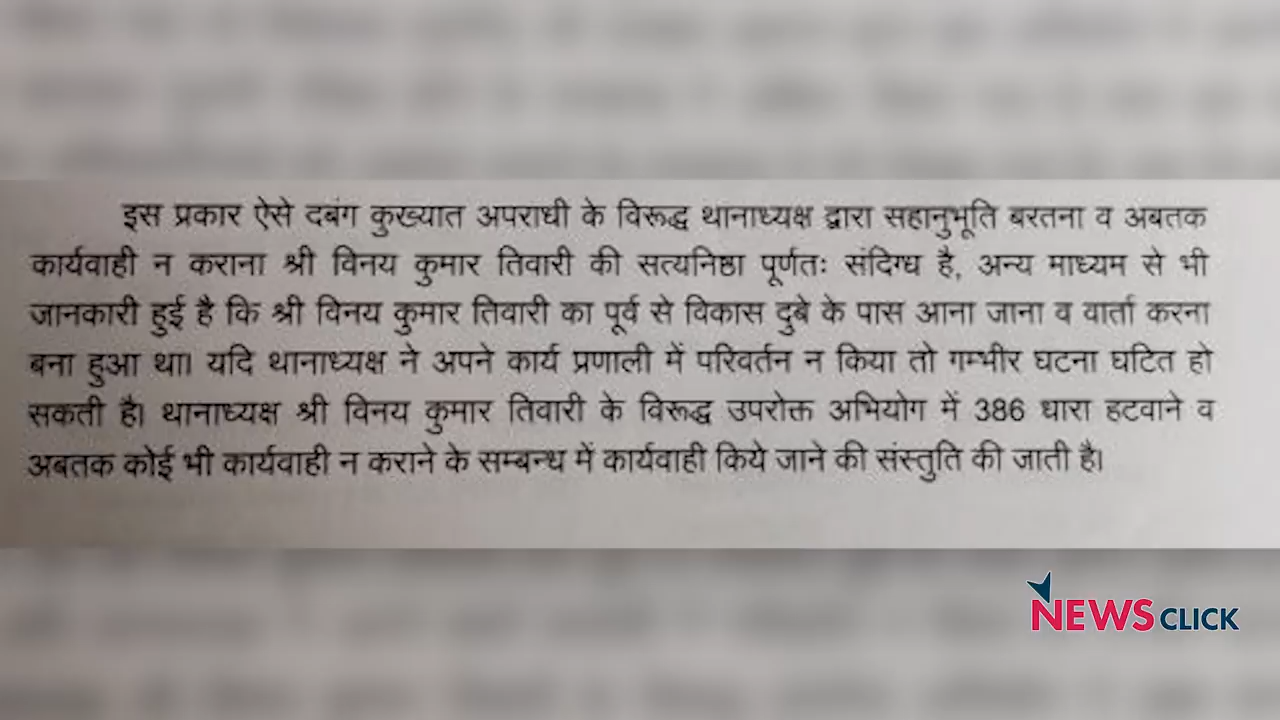 इस प्रकार ऐसे दबंग कुख्यात अपराधी के विरूद्ध थानाध्यक्ष द्वारा सहानुभूति बरतना व अबतक
कार्यवाही न कराना श्री विनय कुमार तिवारी की सत्यनिष्ठा पूर्णतः संदिग्ध है, अन्य माध्यम से भी
जानकारी हुई है कि श्री विनय कुमार तिवारी का पूर्व से विकास दुबे के पास आना जाना व वार्ता करना
बना हुआ था। यदि थानाध्यक्ष ने अपने कार्य प्रणाली में परिवर्तन न किया तो गम्भीर घटना घटित हो
सकती है। थानाध्यक्ष श्री विनय कुमार तिवारी के विरूद्ध उपरोक्त अभियोग में 386 धारा हटवाने व
अबतक कोई भी कार्यवाही न कराने के सम्बन्ध में कार्यवाही किये जाने की संस्तुति की जाती है।
NEWSCLICK